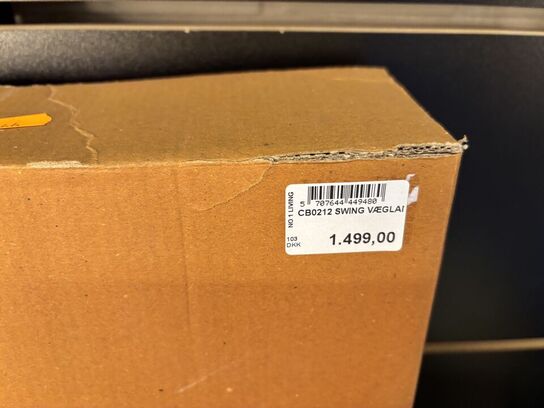 NO 1 LIVING
5 707644 449480
CB0212 SWING VÆGLAI
103
DKK
1.499,00